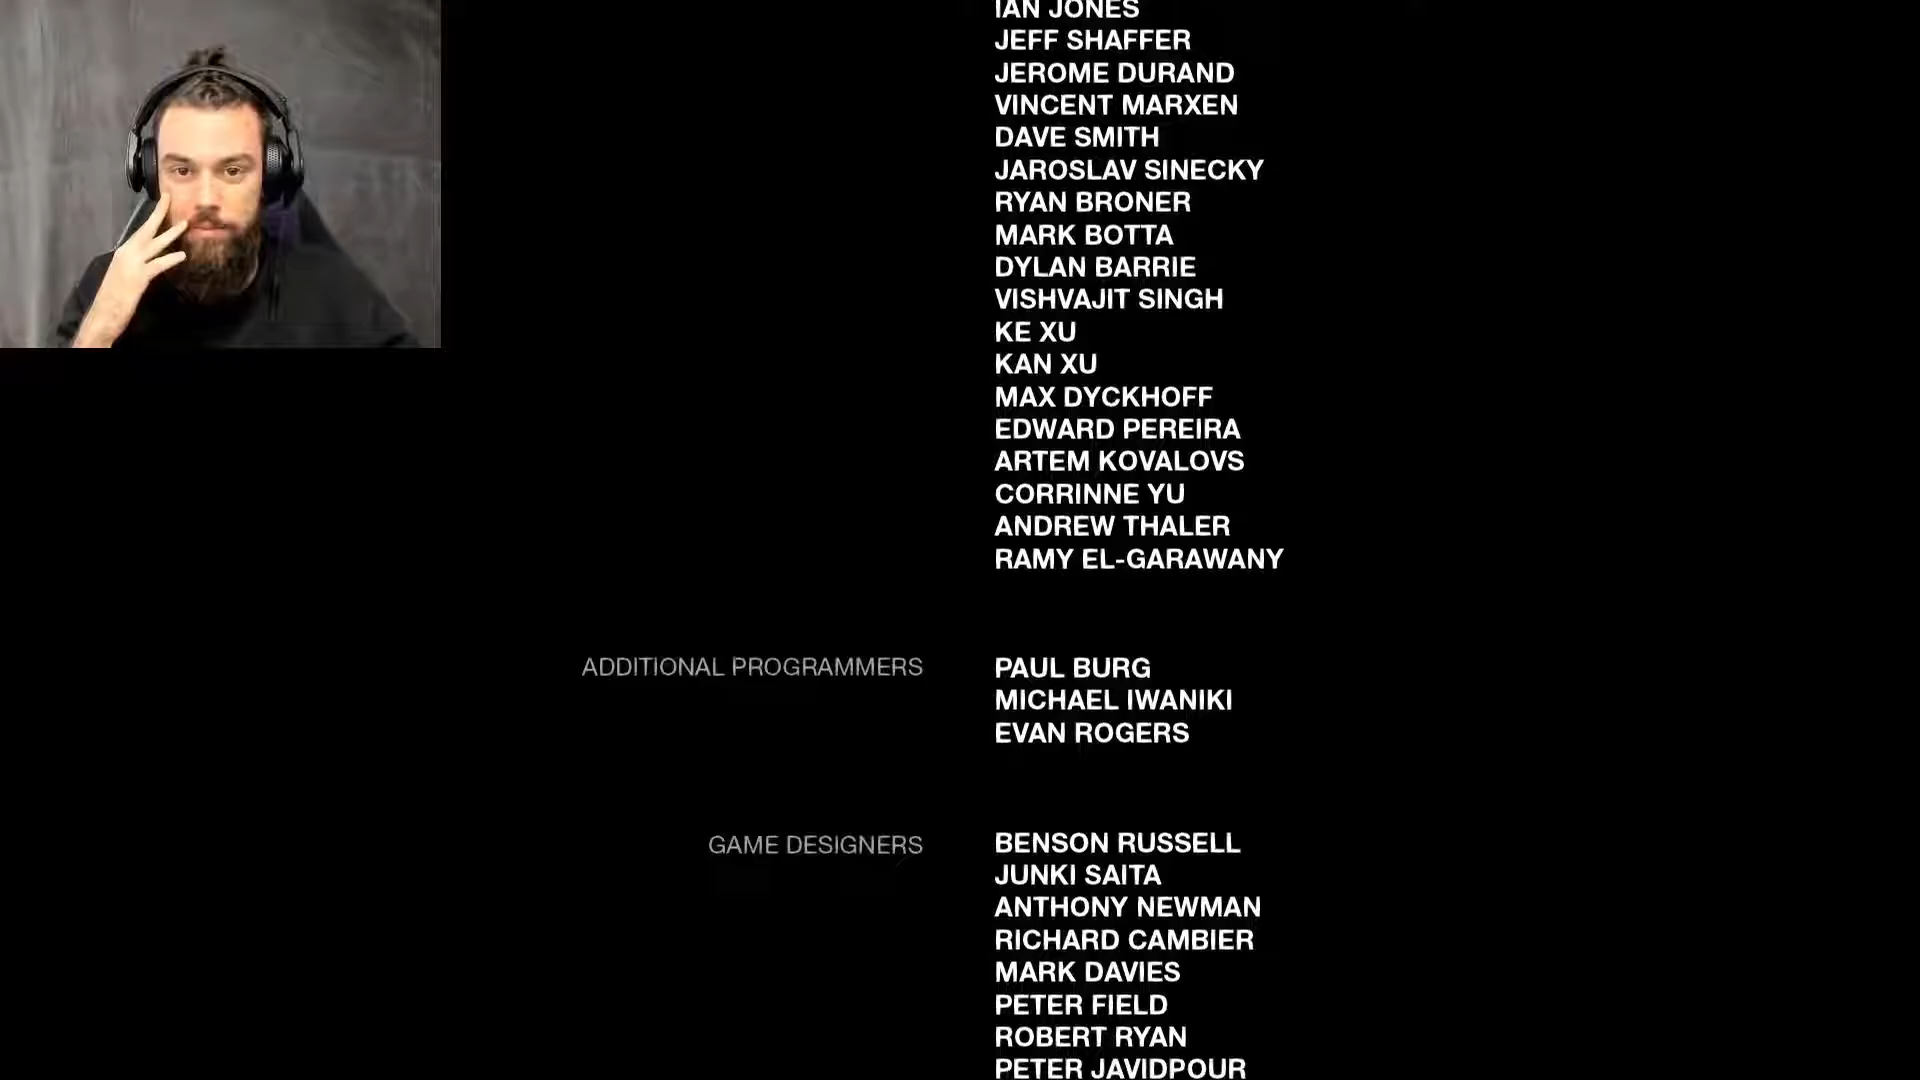 IAN JONES
JEFF SHAFFER
JEROME DURAND
VINCENT MARXEN
DAVE SMITH
JAROSLAV SINECKY
RYAN BRONER
MARK BOTTA
DYLAN BARRIE
VISHVAJIT SINGH
KE XU
KAN XU
MAX DYCKHOFF
EDWARD PEREIRA
ARTEM KOVALOVS
CORRINNE YU
ANDREW THALER
RAMY EL-GARAWANY
ADDITIONAL PROGRAMMERS PAUL BURG
MICHAEL IWANIKI
EVAN ROGERS
GAME DESIGNERS BENSON RUSSELL
JUNKI SAITA
ANTHONY NEWMAN
RICHARD CAMBIER
MARK DAVIES
PETER FIELD
ROBERT RYAN
PETER JAVIDPOUR